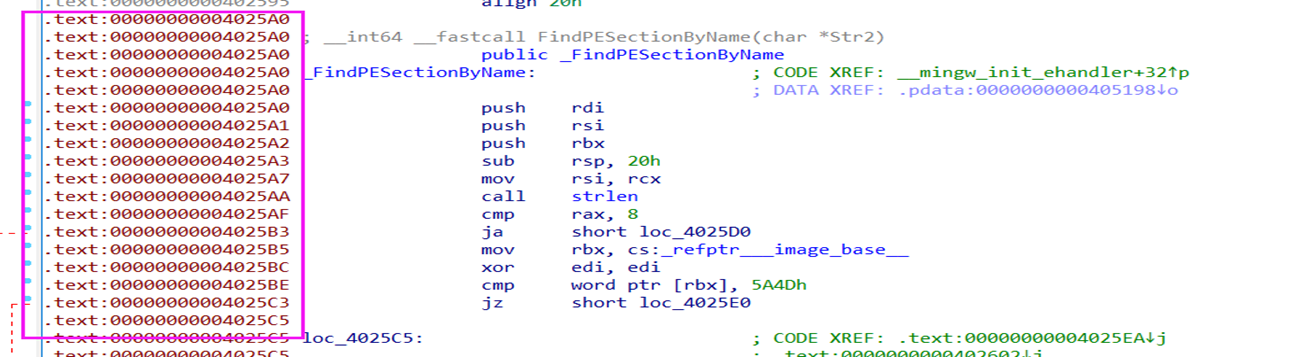 .text:0000000000402595 align 20h
.text:00000000004025A0
.text:00000000004025A0 ; __int64 __fastcall FindPESectionByName(char *Str2)
.text:00000000004025A0 public _FindPESectionByName
.text:00000000004025A0 _FindPESectionByName: ; CODE XREF: __mingw_init_ehandler+32↑p
.text:00000000004025A0 ; DATA XREF: .pdata:0000000000405198↓o
.text:00000000004025A0 push rdi
.text:00000000004025A1 push rsi
.text:00000000004025A2 push rbx
.text:00000000004025A3 sub rsp, 20h
.text:00000000004025A7 mov rsi, rcx
.text:00000000004025AA call strlen
.text:00000000004025AF cmp rax, 8
.text:00000000004025B3 ja short loc_4025D0
.text:00000000004025B5 mov rbx, cs:_refptr___image_base__
.text:00000000004025BC xor edi, edi
.text:00000000004025BE cmp word ptr [rbx], 5A4Dh
.text:00000000004025C3 jz short loc_4025E0
.text:00000000004025C5
.text:00000000004025C5 loc_4025C5: ; CODE XREF: .text:00000000004025EA↓j
.text:00000000004025C5 ; .text:0000000000402602↓j